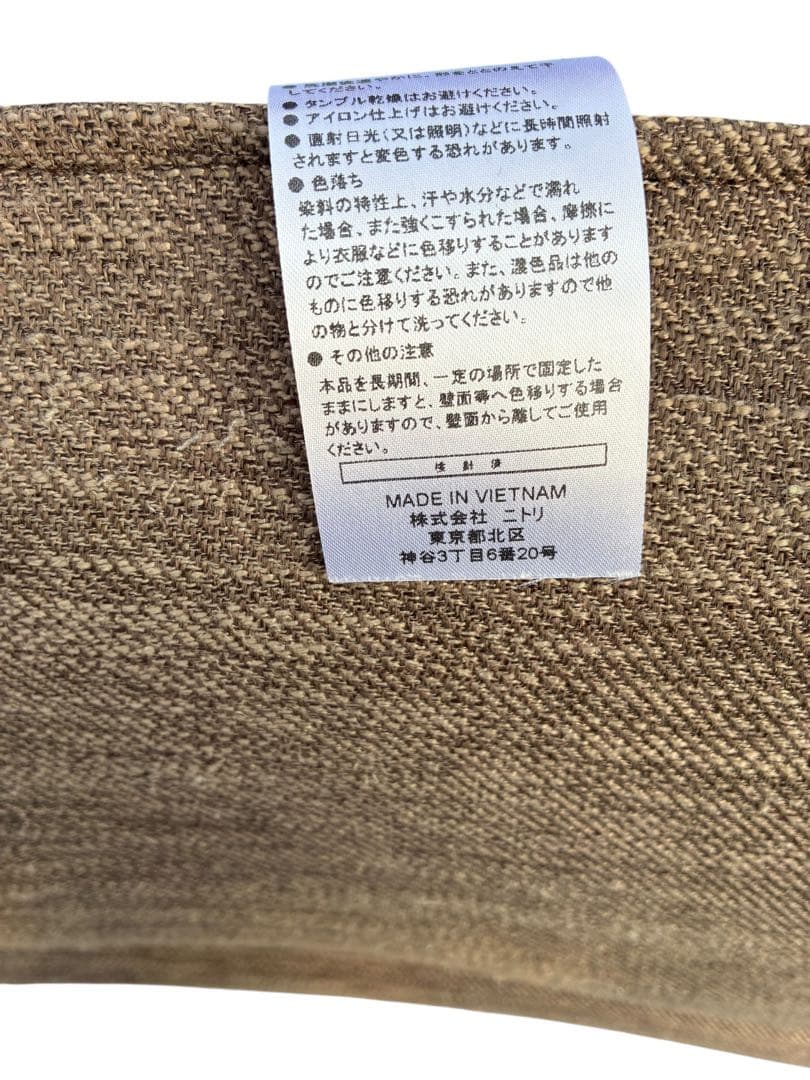 してください。
● タンブル乾燥はお避けください。
● アイロン仕上げはお避けください。
● 直射日光(又は照明)などに長時間照射
されますと変色する恐れがあります。
● 色落ち
染料の特性上、汗や水分などで濡れ
た場合、また強くこすられた場合、摩擦に
より衣服などに色移りすることがあります
のでご注意ください。また、濃色品は他の
ものに色移りする恐れがありますので他
の物と分けて洗ってください。
● その他の注意
本品を長期間、一定の場所で固定した
ままにしますと、壁面等へ色移りする場合
がありますので、壁面から離してご使用
ください。
検針済
MADE IN VIETNAM
株式会社 ニトリ
東京都北区
神谷3丁目6番20号